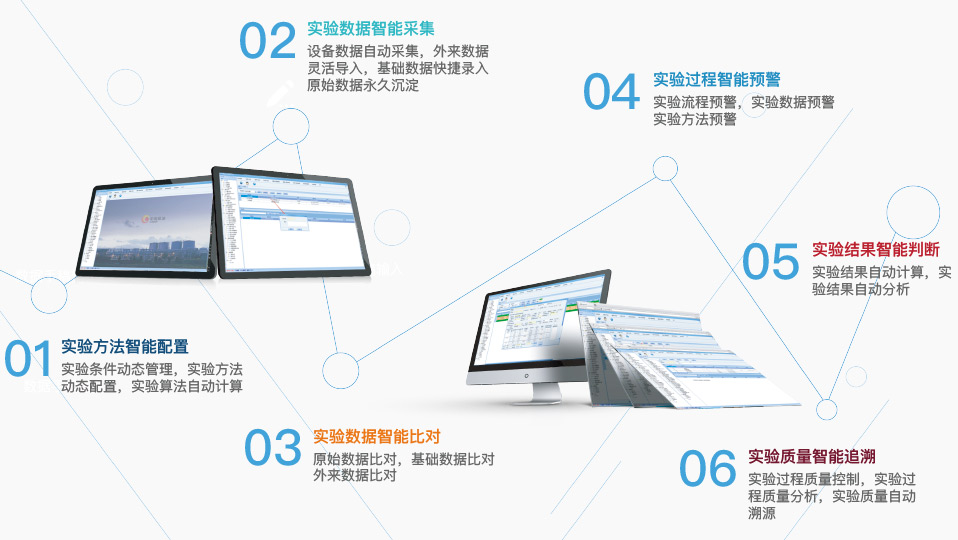 01
实验方法智能配置
实验条件动态管理，实验方法
动态配置，实验算法自动计算
02
实验数据智能采集
设备数据自动采集，外来数据
灵活导入，基础数据快捷录入
原始数据永久沉淀
03
实验数据智能比对
原始数据比对，基础数据比对
外来数据比对
04
实验过程智能预警
实验流程预警，实验数据预警
实验方法预警
05
实验结果智能判断
实验结果自动计算，实
验结果自动分析
06
实验质量智能追溯
实验过程质量控制，实验过
程质量分析，实验质量自动
溯源